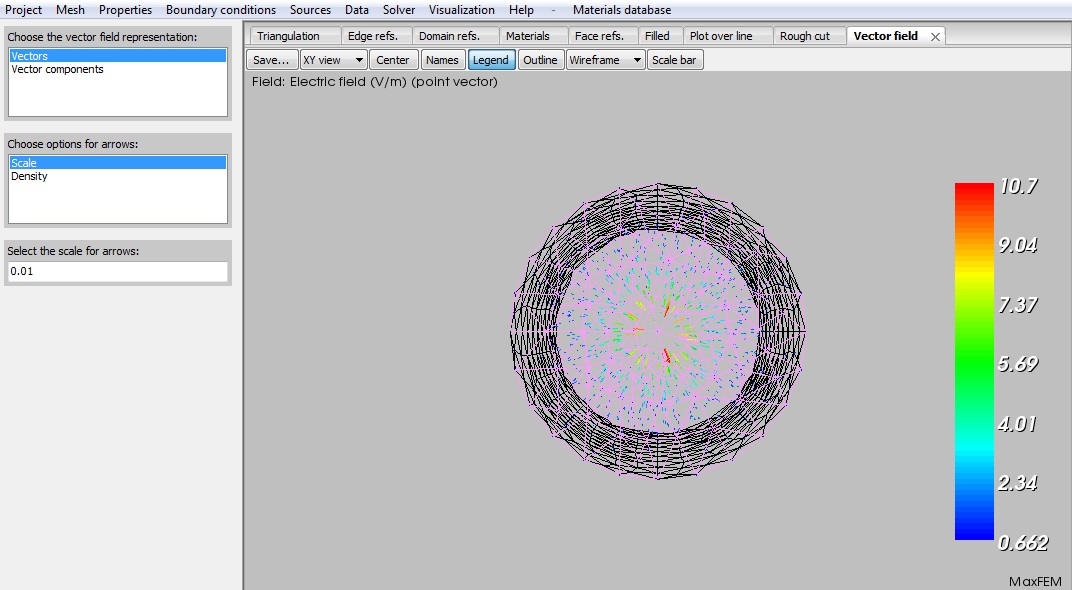 Project Mesh Properties Boundary conditions Sources Data Solver Visualization Help - Materials database
Choose the vector field representation:
Vectors
Vector components
Choose options for arrows:
Scale
Density
Select the scale for arrows:
0.01
Triangulation Edge refs. Domain refs. Materials Face refs. Filled Plot over line Rough cut Vector field
Save... XY view Center Names Legend Outline Wireframe Scale bar
Field: Electric field (V/m) (point vector)
10.7
9.04
7.37
5.69
4.01
2.34
0.662
MaxFEM